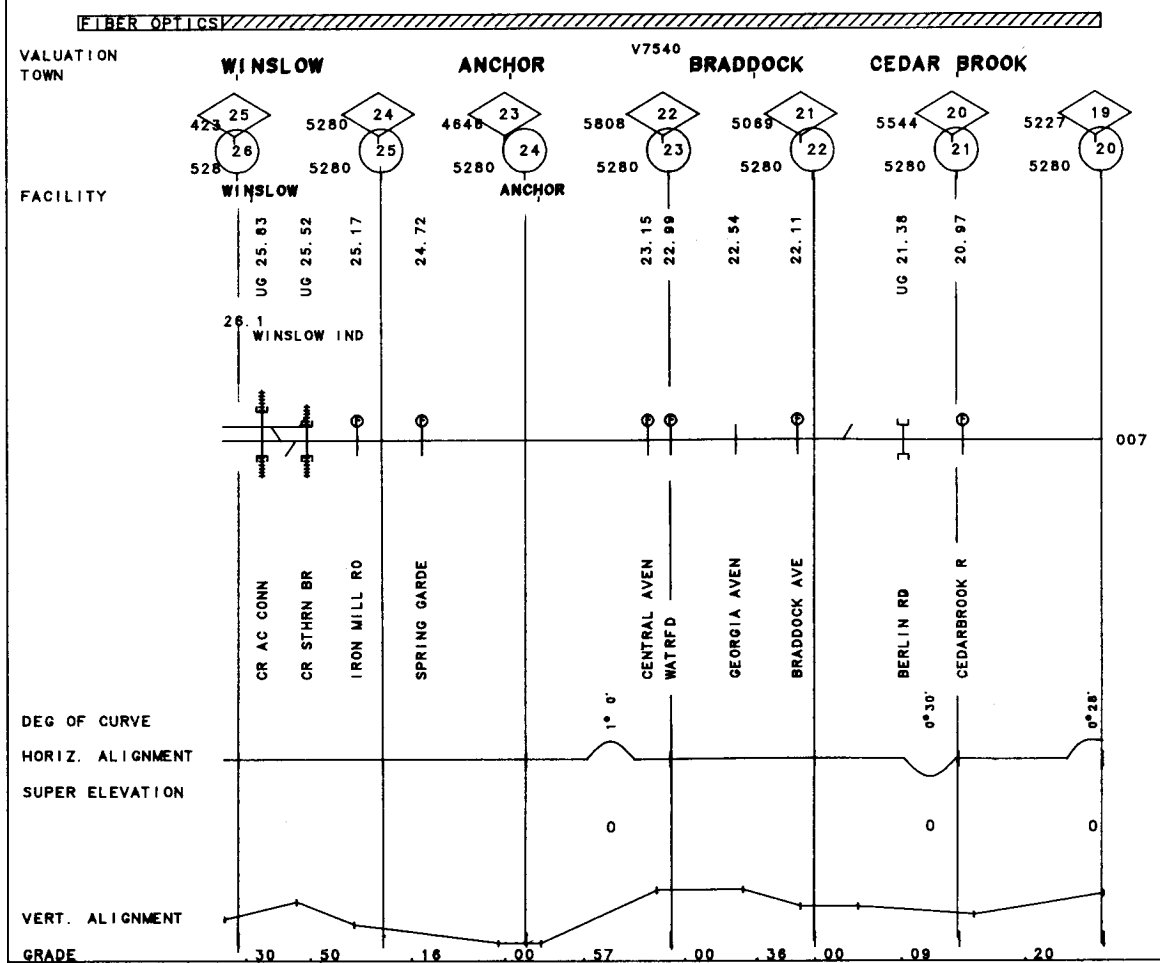 FIBER OPTICS
VALUATION V7540
TOWN WINSLOW ANCHOR BRADDOCK CEDAR BROOK
25 24 23 22 21 20 19
423 5280 4646 5808 5069 5544 5227
26 25 24 23 22 21 20
528 5280 5280 5280 5280 5280 5280
FACILITY WINSLOW ANCHOR
UG 25.83
UG 25.52
25.17
24.72
23.15
22.99
22.54
22.11
UG 21.38
20.97
26.1
WINSLOW IND
007
CR AC CONN
CR STHRN BR
IRON MILL RO
SPRING GARDE
CENTRAL AVEN
WATRFD
GEORGIA AVEN
BRADDOCK AVE
BERLIN RD
CEDARBROOK R
DEG OF CURVE 1° 0' 0°30' 0°28'
HORIZ. ALIGNMENT
SUPER ELEVATION
0 0 0
VERT. ALIGNMENT
GRADE .30 .50 .16 .00 .57 .00 .36 .00 .09 .20